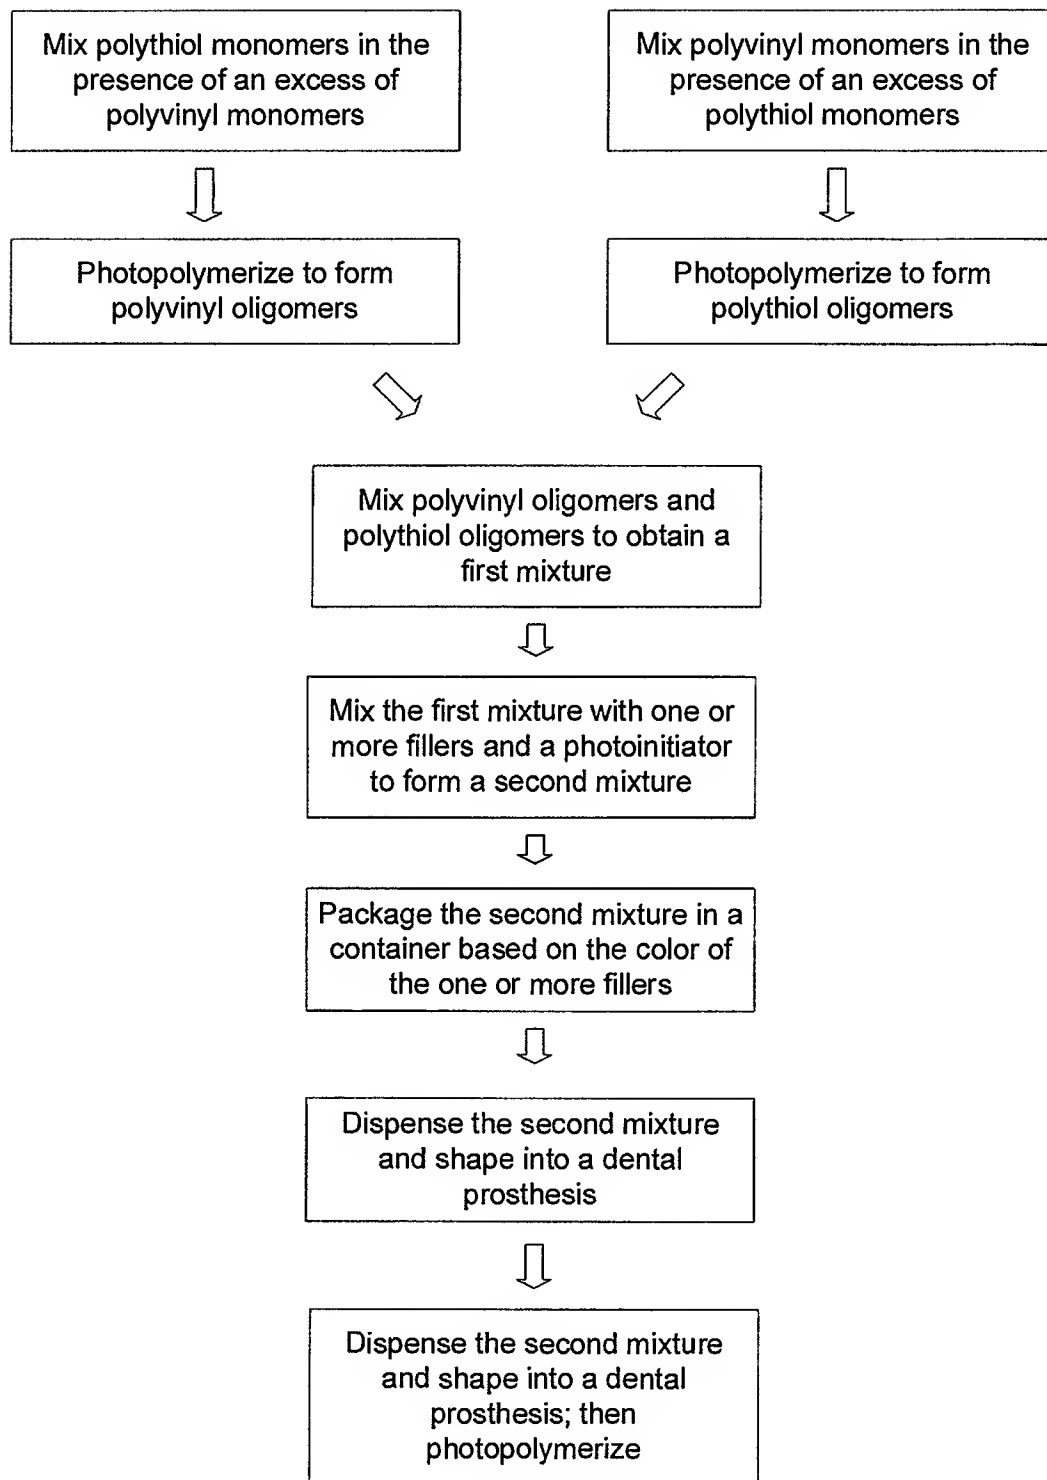 Mix polythiol monomers in the
presence of an excess of
polyvinyl monomers
Mix polyvinyl monomers in the
presence of an excess of
polythiol monomers
Photopolymerize to form
polyvinyl oligomers
Photopolymerize to form
polythiol oligomers
Mix polyvinyl oligomers and
polythiol oligomers to obtain a
first mixture
Mix the first mixture with one or
more fillers and a photoinitiator
to form a second mixture
Package the second mixture in a
container based on the color of
the one or more fillers
Dispense the second mixture
and shape into a dental
prosthesis
Dispense the second mixture
and shape into a dental
prosthesis; then
photopolymerize